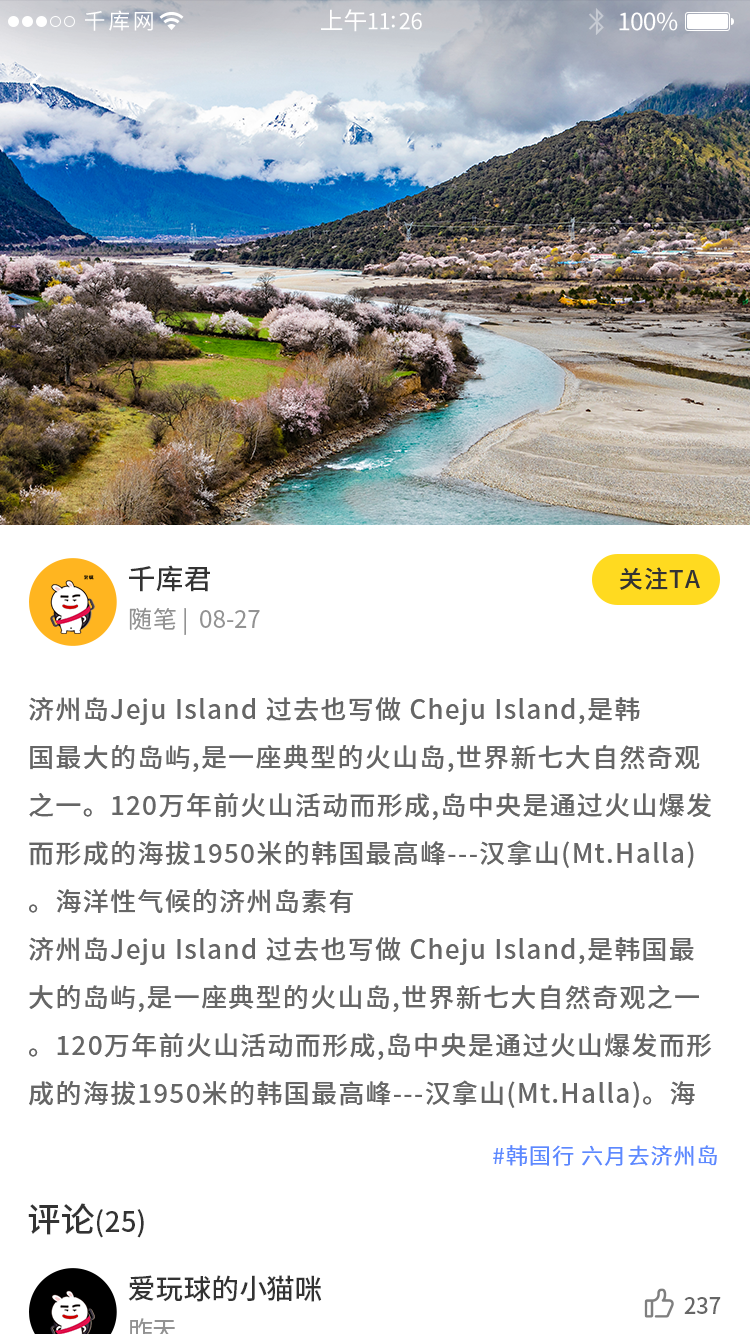 千库网
上午11:26
100%
千库君
随笔| 08-27
关注TA
济州岛Jeju Island 过去也写做 Cheju Island,是韩
国最大的岛屿,是一座典型的火山岛,世界新七大自然奇观
之一。120万年前火山活动而形成,岛中央是通过火山爆发
而形成的海拔1950米的韩国最高峰---汉拿山(Mt.Halla)
。海洋性气候的济州岛素有
济州岛Jeju Island 过去也写做 Cheju Island,是韩国最
大的岛屿,是一座典型的火山岛,世界新七大自然奇观之一
。120万年前火山活动而形成,岛中央是通过火山爆发而形
成的海拔1950米的韩国最高峰---汉拿山(Mt.Halla)。海
#韩国行 六月去济州岛
评论(25)
爱玩球的小猫咪
昨天
237